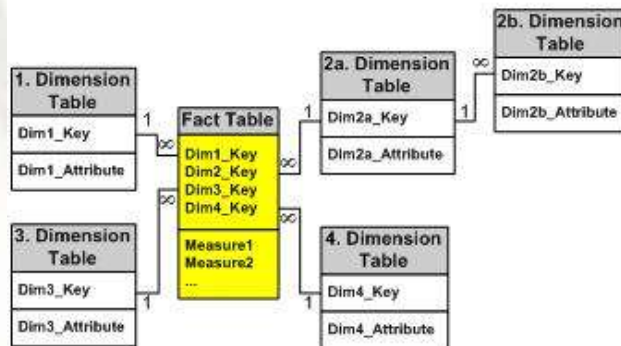 1. Dimension
Table
Dim1_Key
Dim1_Attribute
1
∞
Fact Table
Dim1_Key
Dim2_Key
Dim3_Key
Dim4_Key
Measure1
Measure2
...
∞
1
2a. Dimension
Table
Dim2a_Key
Dim2a_Attribute
1
∞
2b. Dimension
Table
Dim2b_Key
Dim2b_Attribute
3. Dimension
Table
Dim3_Key
Dim3_Attribute
1
∞
∞
1
4. Dimension
Table
Dim4_Key
Dim4_Attribute